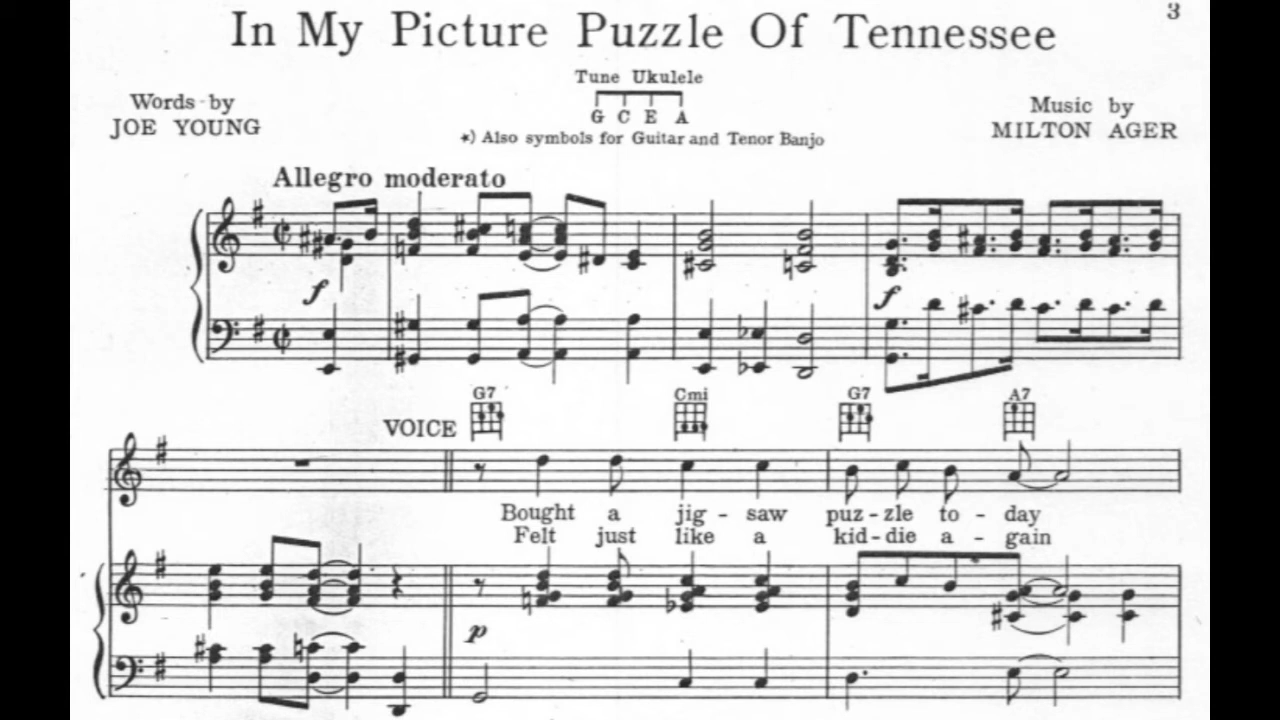 3
In My Picture Puzzle Of Tennessee
Tune Ukulele
G C E A
*) Also symbols for Guitar and Tenor Banjo
Words by
JOE YOUNG
Music by
MILTON AGER
Allegro moderato
f
f
VOICE
G7 Cmi G7 A7
Bought a jig - saw puz - zle to - day
Felt just like a kid - die a - gain
p